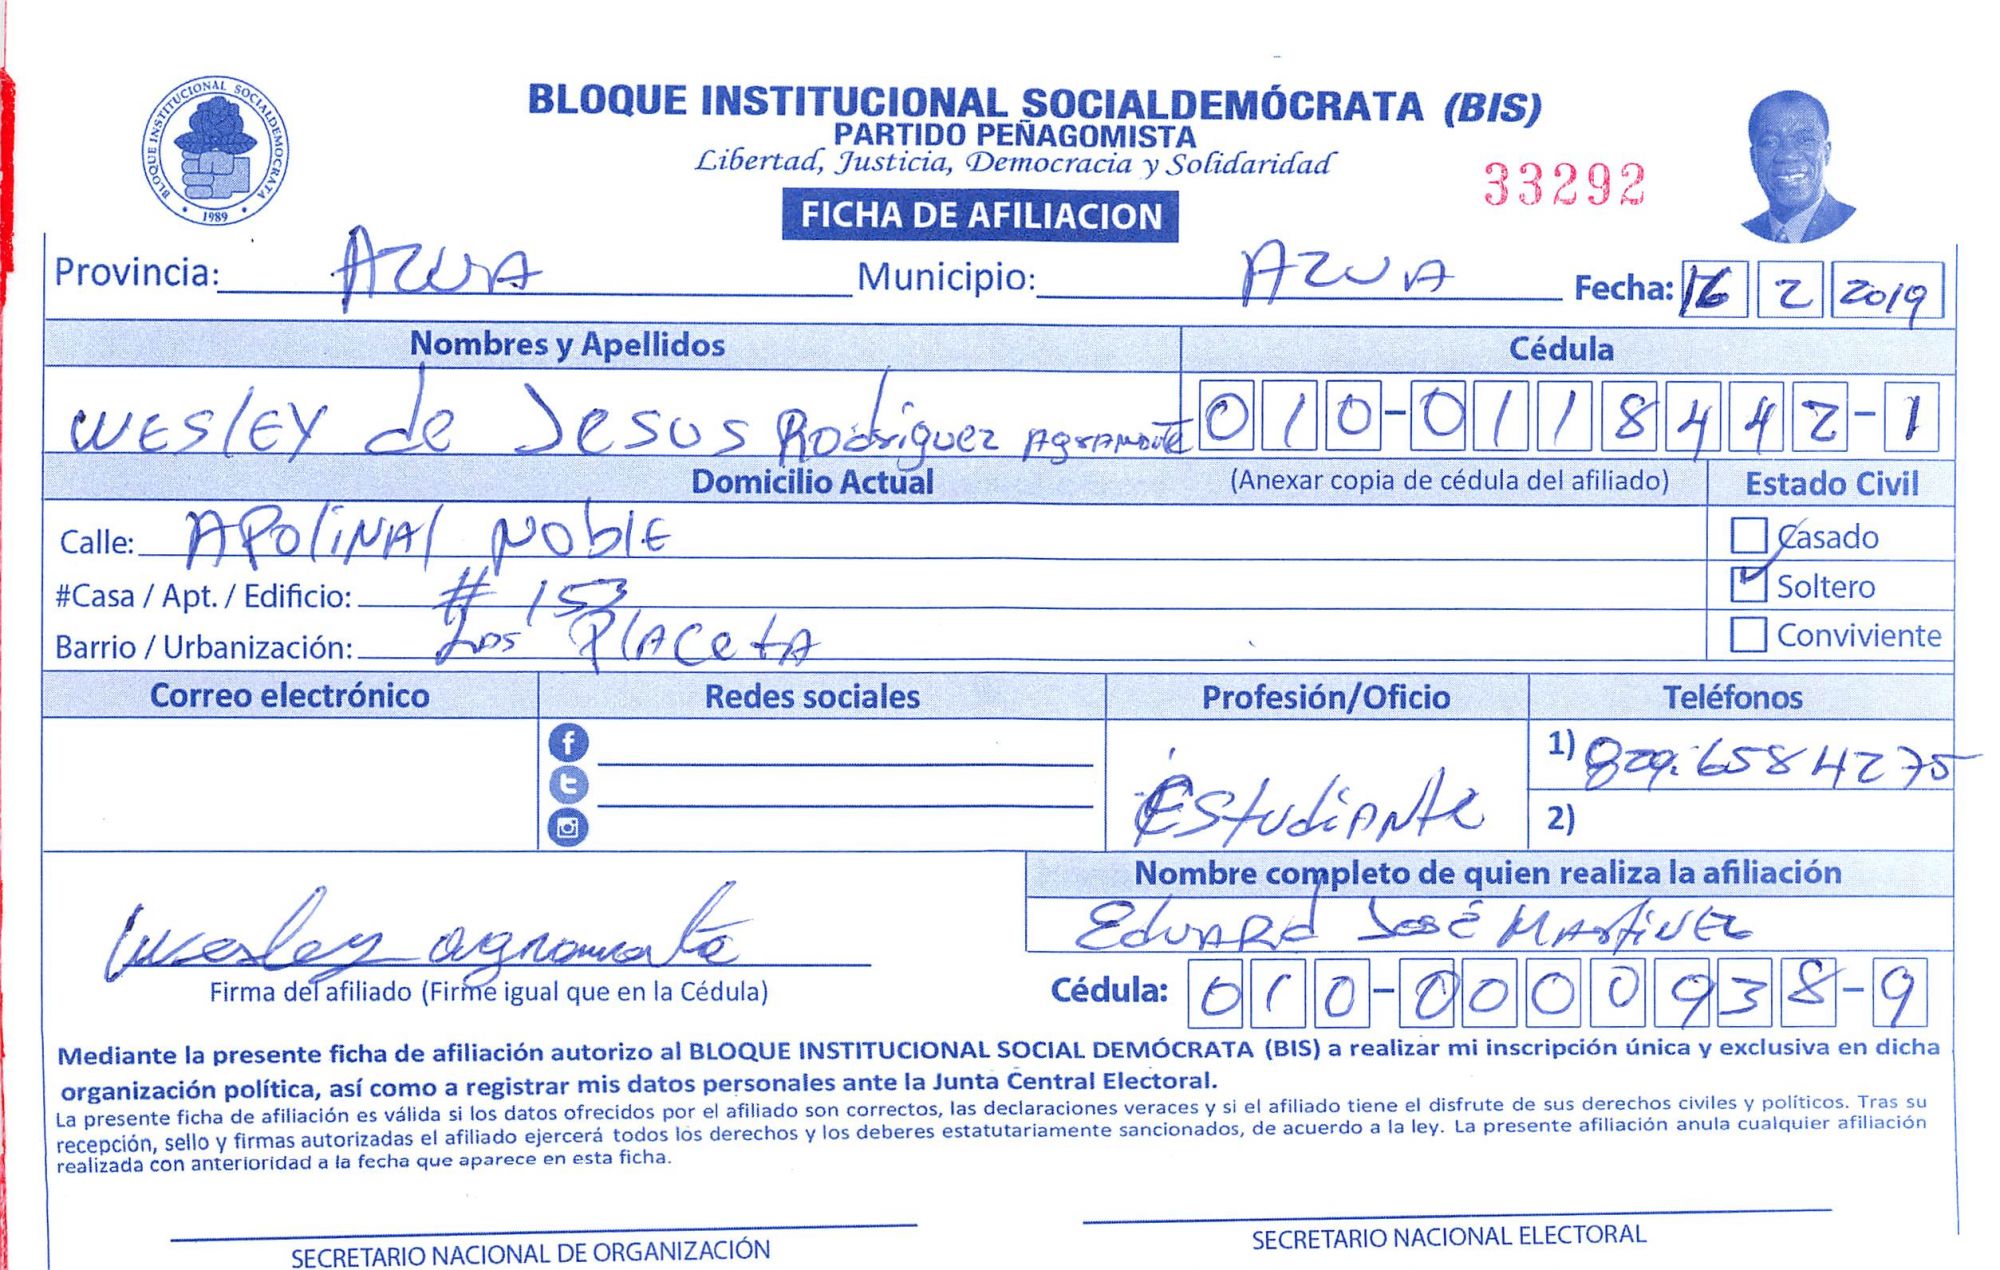 BLOQUE INSTITUCIONAL SOCIALDEMÓCRATA (BIS)
PARTIDO PEÑAGOMISTA
Libertad, Justicia, Democracia y Solidaridad
33292
BLOQUE INSTITUCIONAL SOCIALDEMOCRATA
1989
FICHA DE AFILIACION
Provincia: AZUA Municipio: AZUA Fecha: 16 2 2019
Nombres y Apellidos Cédula
WESLEY de JESUS Rodriguez AgrAMonte 010-0118442-1
Domicilio Actual (Anexar copia de cédula del afiliado) Estado Civil
Calle: APOliNAl NOblE Casado
#Casa / Apt. / Edificio: # 153 Soltero
Barrio / Urbanización: Los PlACetA Conviviente
Correo electrónico Redes sociales Profesión/Oficio Teléfonos
1) 829.6584275
EStudiANte
2)
Nombre completo de quien realiza la afiliación
EduARd José MARtiNEz
wesley agramonte
Firma del afiliado (Firme igual que en la Cédula) Cédula: 010-0000938-9
Mediante la presente ficha de afiliación autorizo al BLOQUE INSTITUCIONAL SOCIAL DEMÓCRATA (BIS) a realizar mi inscripción única y exclusiva en dicha
organización política, así como a registrar mis datos personales ante la Junta Central Electoral.
La presente ficha de afiliación es válida si los datos ofrecidos por el afiliado son correctos, las declaraciones veraces y si el afiliado tiene el disfrute de sus derechos civiles y políticos. Tras su
recepción, sello y firmas autorizadas el afiliado ejercerá todos los derechos y los deberes estatutariamente sancionados, de acuerdo a la ley. La presente afiliación anula cualquier afiliación
realizada con anterioridad a la fecha que aparece en esta ficha.
SECRETARIO NACIONAL DE ORGANIZACIÓN SECRETARIO NACIONAL ELECTORAL